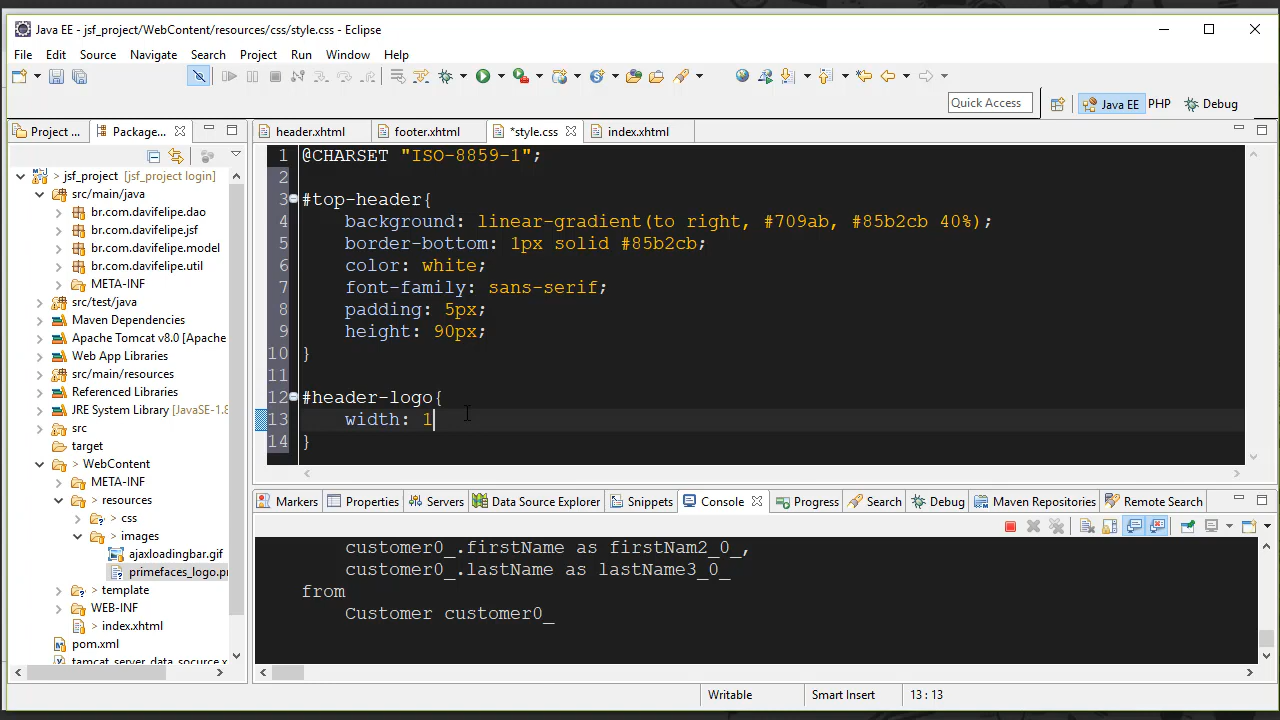 Java EE - jsf_project/WebContent/resources/css/style.css - Eclipse
File Edit Source Navigate Search Project Run Window Help
Quick Access Java EE PHP Debug
Project ... Package... header.xhtml footer.xhtml *style.css index.xhtml
> jsf_project [jsf_project login]
src/main/java
br.com.davifelipe.dao
br.com.davifelipe.jsf
br.com.davifelipe.model
br.com.davifelipe.util
META-INF
src/test/java
Maven Dependencies
Apache Tomcat v8.0 [Apache
Web App Libraries
src/main/resources
Referenced Libraries
JRE System Library [JavaSE-1.8
src
target
> WebContent
META-INF
> resources
> css
> images
ajaxloadingbar.gif
primefaces_logo.pr
> template
WEB-INF
> index.xhtml
pom.xml
tamcat_server_data_socurce.x
1 @CHARSET "ISO-8859-1";
2
3 #top-header{
4 background: linear-gradient(to right, #709ab, #85b2cb 40%);
5 border-bottom: 1px solid #85b2cb;
6 color: white;
7 font-family: sans-serif;
8 padding: 5px;
9 height: 90px;
10 }
11
12 #header-logo{
13 width: 1
14 }
Markers Properties Servers Data Source Explorer Snippets Console Progress Search Debug Maven Repositories Remote Search
customer0_.firstName as firstNam2_0_,
customer0_.lastName as lastName3_0_
from
Customer customer0_
Writable Smart Insert 13 : 13